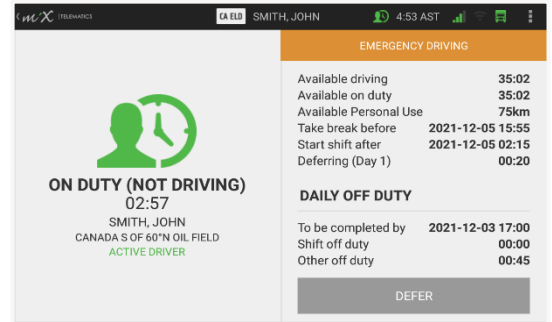 MiX TELEMATICS
CA ELD SMITH, JOHN 4:53 AST
ON DUTY (NOT DRIVING)
02:57
SMITH, JOHN
CANADA S OF 60°N OIL FIELD
ACTIVE DRIVER
EMERGENCY DRIVING
Available driving 35:02
Available on duty 35:02
Available Personal Use 75km
Take break before 2021-12-05 15:55
Start shift after 2021-12-05 02:15
Deferring (Day 1) 00:20
DAILY OFF DUTY
To be completed by 2021-12-03 17:00
Shift off duty 00:00
Other off duty 00:45
DEFER